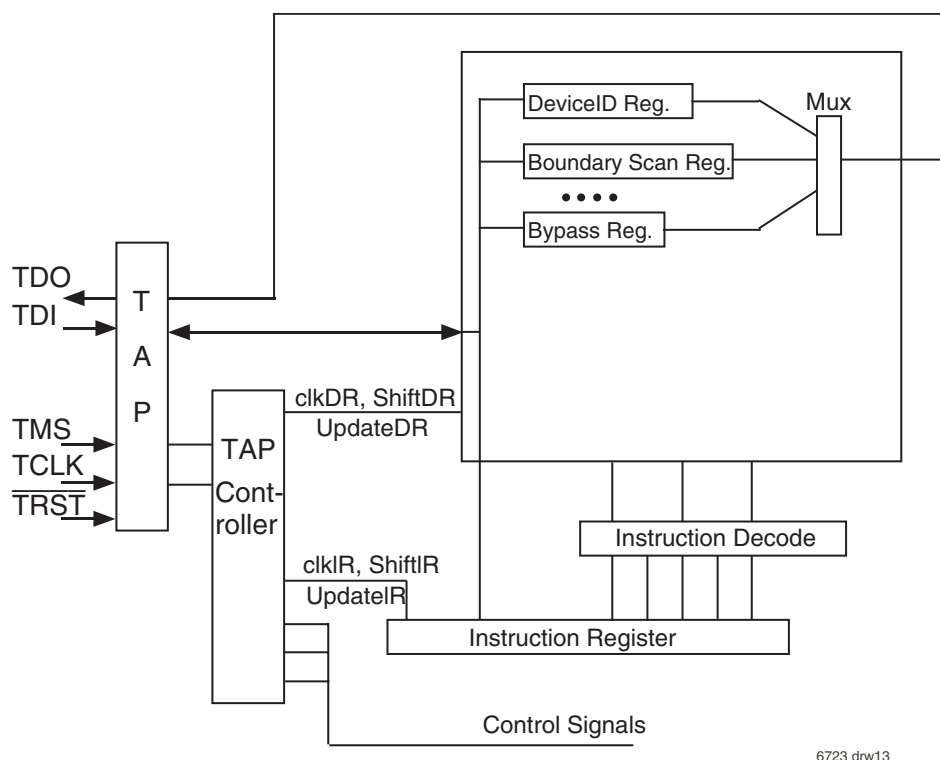 DeviceID Reg.
Mux
Boundary Scan Reg.
Bypass Reg.
TDO
TDI
T
A
P
TMS
TCLK
TRST
clkDR, ShiftDR
UpdateDR
TAP
Cont-
roller
Instruction Decode
clkIR, ShiftIR
UpdateIR
Instruction Register
Control Signals
6723 drw13